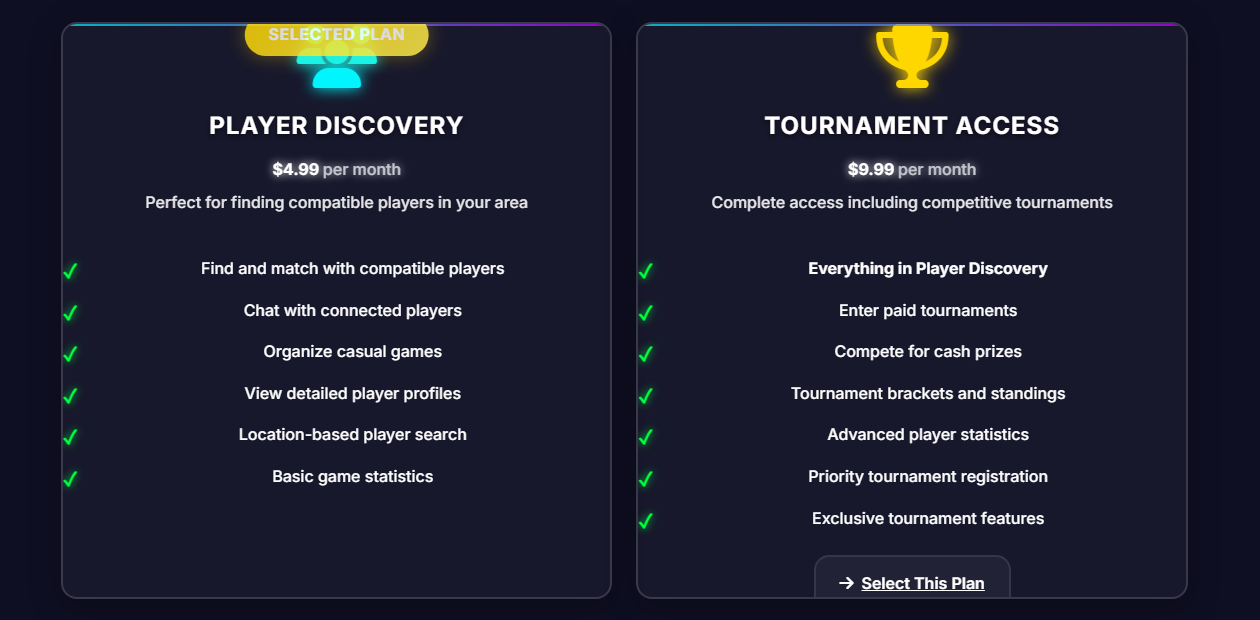 SELECTED PLAN
PLAYER DISCOVERY
$4.99 per month
Perfect for finding compatible players in your area
✓ Find and match with compatible players
✓ Chat with connected players
✓ Organize casual games
✓ View detailed player profiles
✓ Location-based player search
✓ Basic game statistics
TOURNAMENT ACCESS
$9.99 per month
Complete access including competitive tournaments
✓ Everything in Player Discovery
✓ Enter paid tournaments
✓ Compete for cash prizes
✓ Tournament brackets and standings
✓ Advanced player statistics
✓ Priority tournament registration
✓ Exclusive tournament features
→ Select This Plan